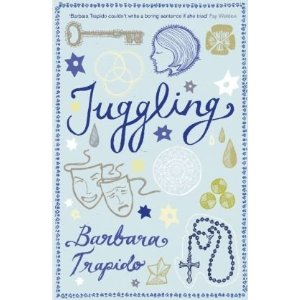 'Barbara Trapido couldn't write a boring sentence if she tried' Fay Weldon
Juggling
Barbara
Trapido